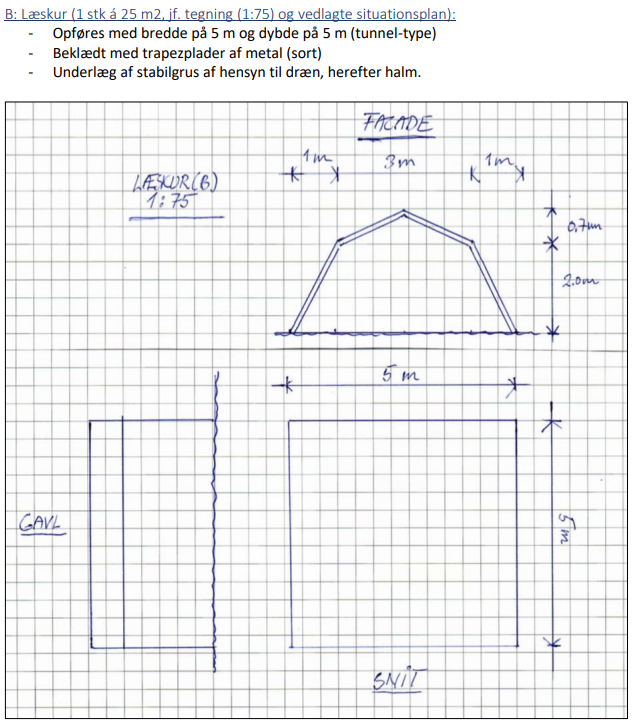 B: Læskur (1 stk á 25 m2, jf. tegning (1:75) og vedlagte situationsplan):
- Opføres med bredde på 5 m og dybde på 5 m (tunnel-type)
- Beklædt med trapezplader af metal (sort)
- Underlæg af stabilgrus af hensyn til dræn, herefter halm.
FACADE
1m 3m 1m
LÆSKUR(B)
1:75
0,7m
2.0m
5 m
GAVL
5 m
SNIT